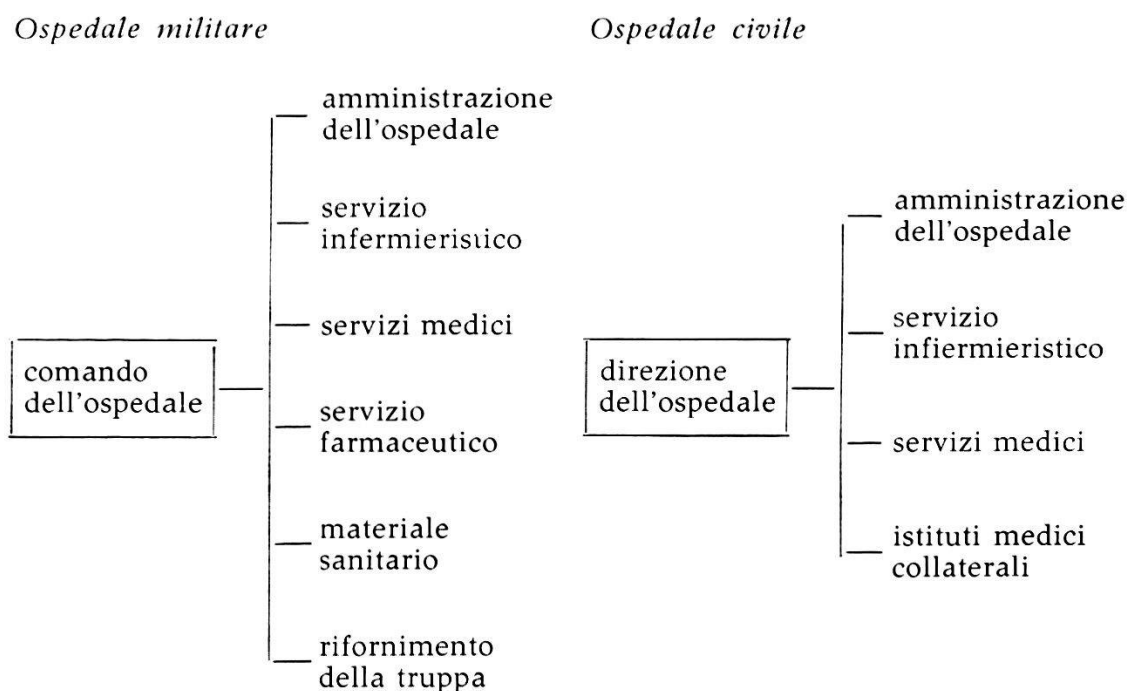 Ospedale militare
amministrazione
dell'ospedale
servizio
infermieristico
servizi medici
comando
dell'ospedale
servizio
farmaceutico
materiale
sanitario
rifornimento
della truppa
Ospedale civile
amministrazione
dell'ospedale
servizio
infiermieristico
direzione
dell'ospedale
servizi medici
istituti medici
collaterali